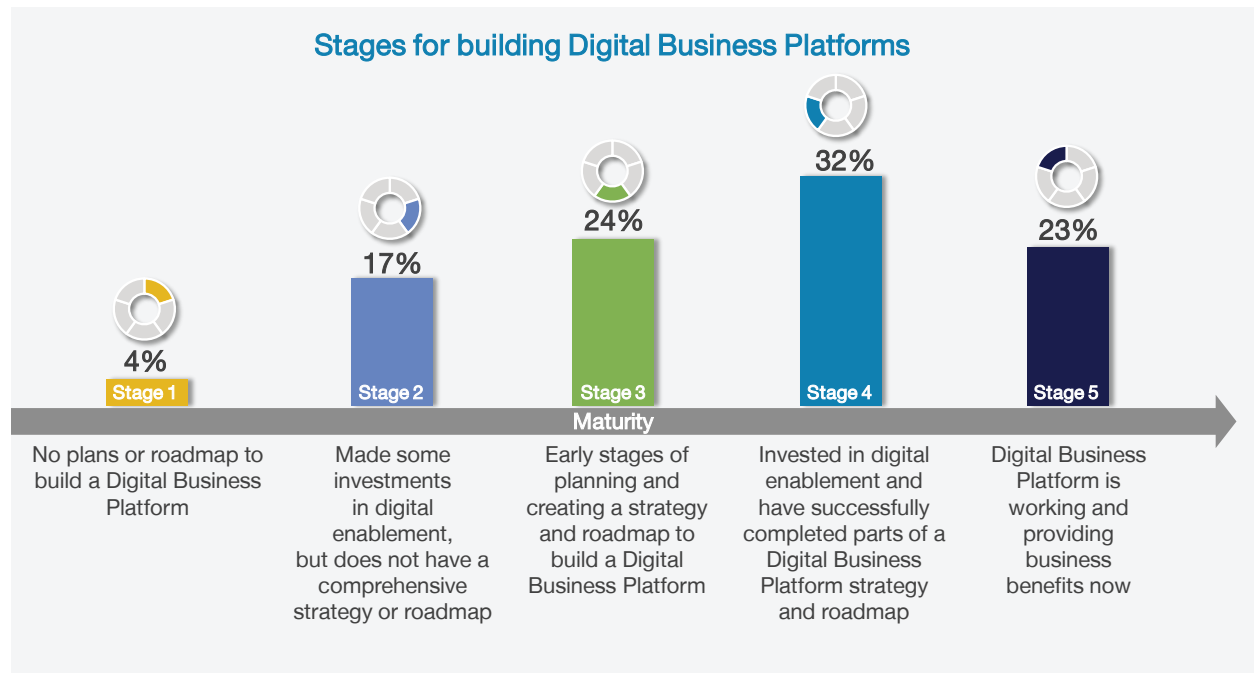 Stages for building Digital Business Platforms
4%
Stage 1
17%
Stage 2
24%
Stage 3
32%
Stage 4
23%
Stage 5
Maturity
No plans or roadmap to
build a Digital Business
Platform
Made some
investments
in digital
enablement,
but does not have a
comprehensive
strategy or roadmap
Early stages of
planning and
creating a strategy
and roadmap to
build a Digital
Business Platform
Invested in digital
enablement and
have successfully
completed parts of a
Digital Business
Platform strategy
and roadmap
Digital Business
Platform is
working and
providing
business
benefits now